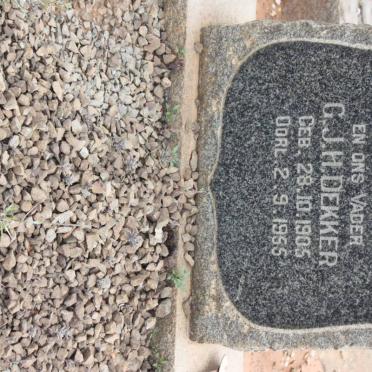 EN ONS VADER
G.J.H. DEKKER
GEB. 28.10.1905
OORL. 2.9.1955